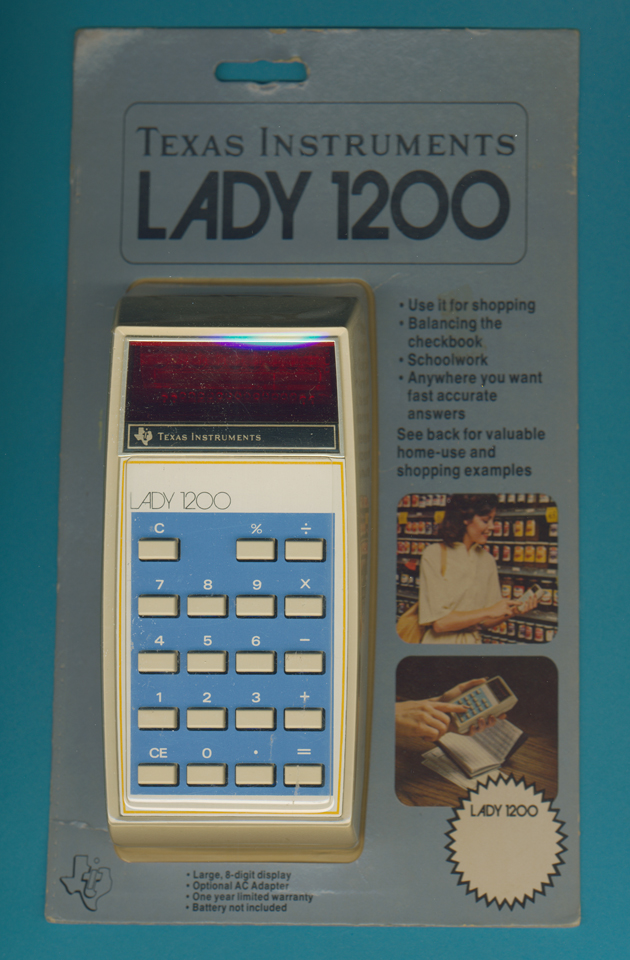 TEXAS INSTRUMENTS
LADY 1200
• Use it for shopping
• Balancing the
checkbook
• Schoolwork
• Anywhere you want
fast accurate
answers
See back for valuable
home-use and
shopping examples
TEXAS INSTRUMENTS
LADY 1200
C % ÷
7 8 9 X
4 5 6 −
1 2 3 +
CE 0 . =
LADY 1200
• Large, 8-digit display
• Optional AC Adapter
• One year limited warranty
• Battery not included